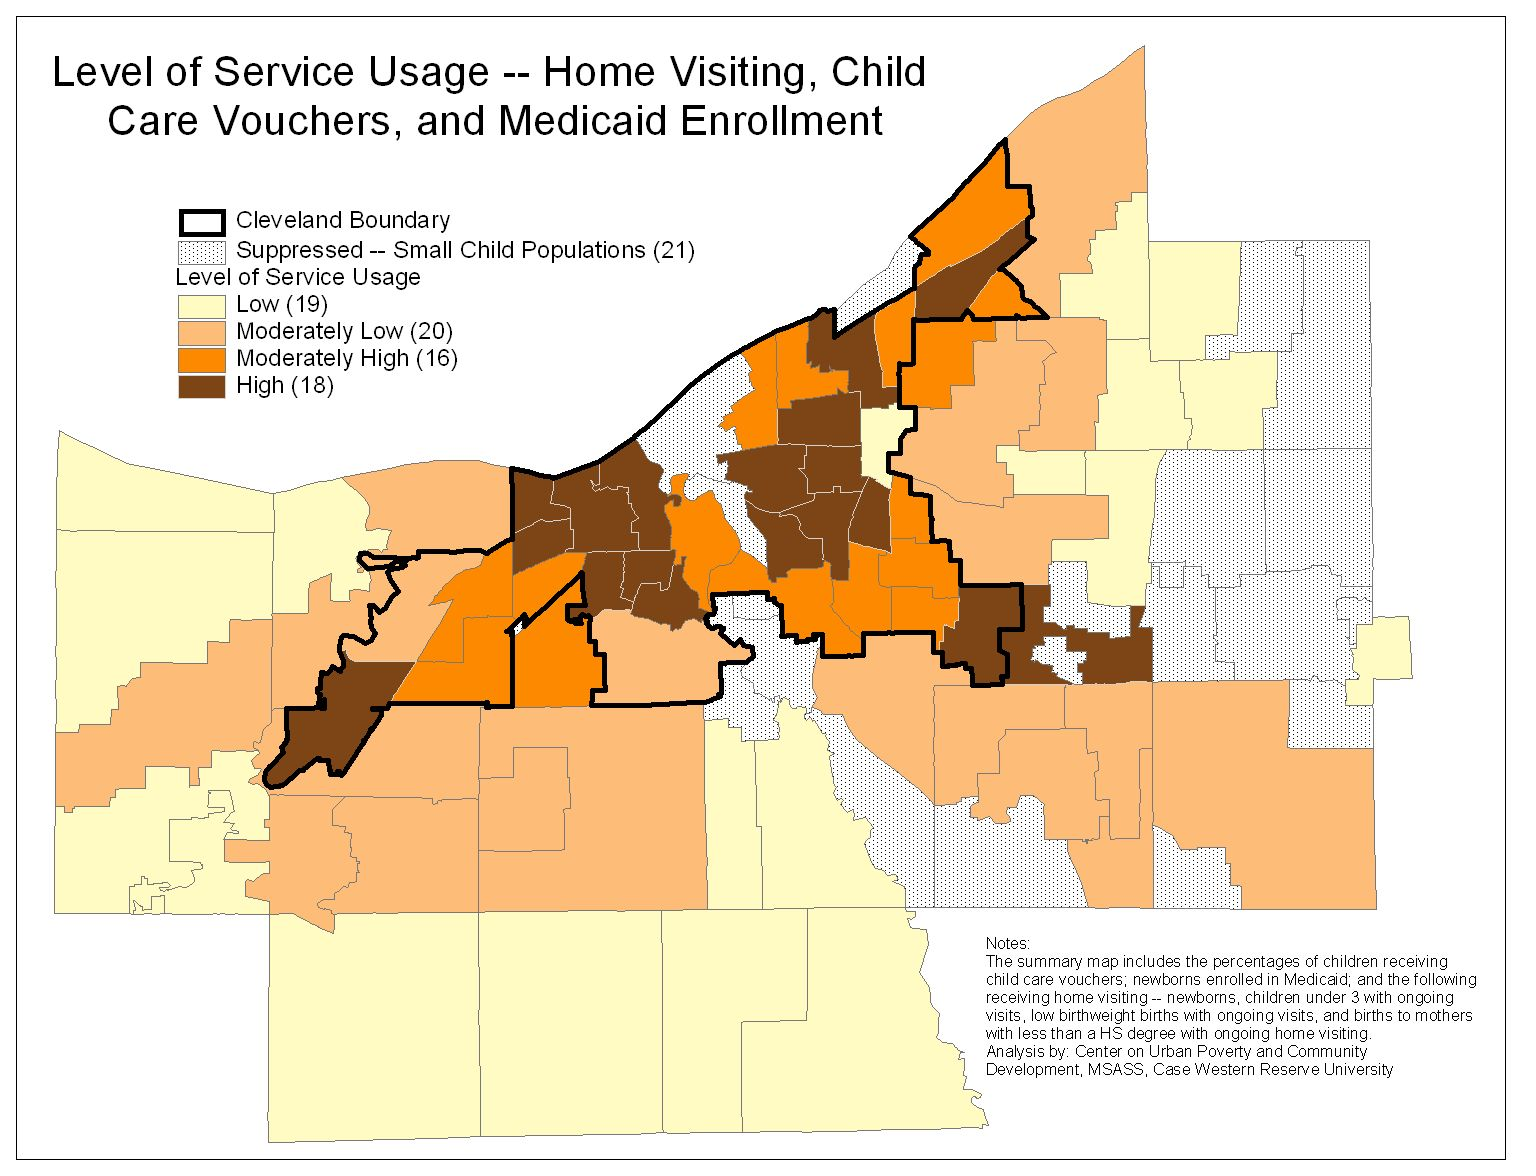 Level of Service Usage -- Home Visiting, Child
Care Vouchers, and Medicaid Enrollment
Cleveland Boundary
Suppressed -- Small Child Populations (21)
Level of Service Usage
Low (19)
Moderately Low (20)
Moderately High (16)
High (18)
Notes:
The summary map includes the percentages of children receiving
child care vouchers; newborns enrolled in Medicaid; and the following
receiving home visiting -- newborns, children under 3 with ongoing
visits, low birthweight births with ongoing visits, and births to mothers
with less than a HS degree with ongoing home visiting.
Analysis by: Center on Urban Poverty and Community
Development, MSASS, Case Western Reserve University